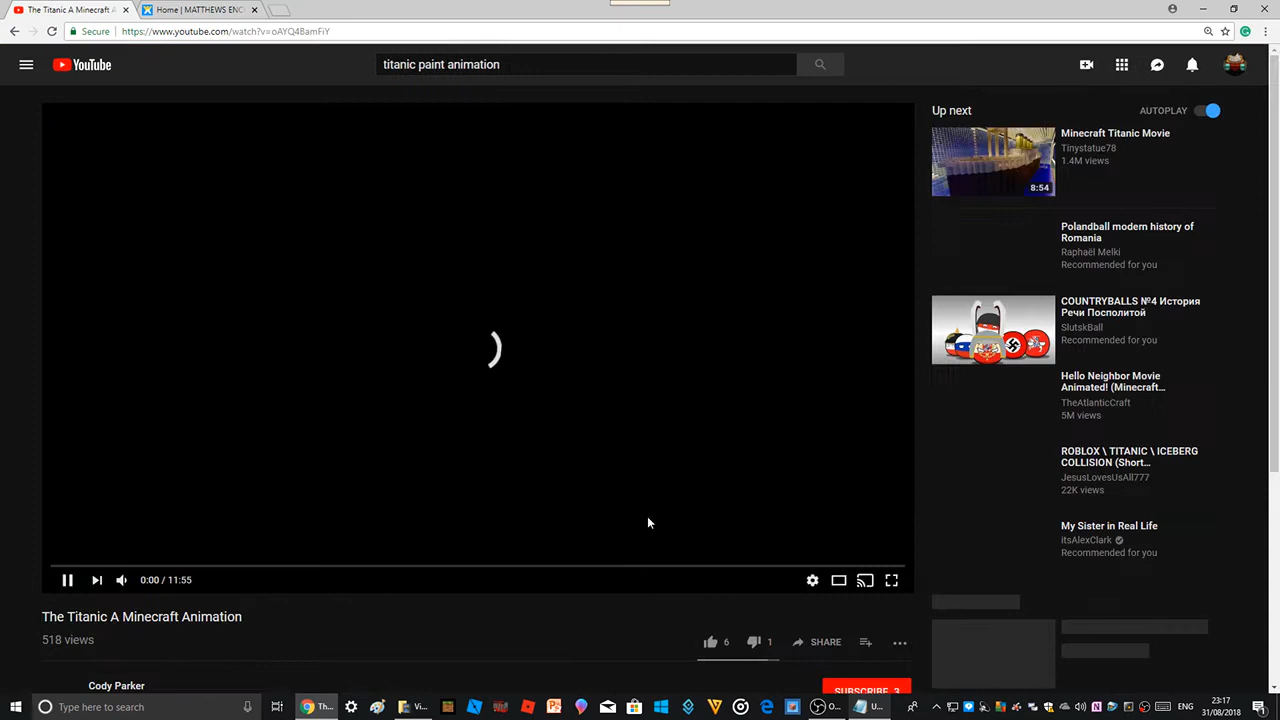 The Titanic A Minecraft A
Home | MATTHEWS ENC
Secure
https://www.youtube.com/watch?v=oAYQ4BamFiY
YouTube
titanic paint animation
Up next
AUTOPLAY
Minecraft Titanic Movie
Tinystatue78
1.4M views
8:54
Polandball modern history of
Romania
Raphaël Melki
Recommended for you
COUNTRYBALLS №4 История
Речи Посполитой
SlutskBall
Recommended for you
Hello Neighbor Movie
Animated! (Minecraft...
TheAtlanticCraft
5M views
ROBLOX \ TITANIC \ ICEBERG
COLLISION (Short...
JesusLovesUsAll777
22K views
My Sister in Real Life
itsAlexClark
Recommended for you
0:00 / 11:55
The Titanic A Minecraft Animation
518 views
6
1
SHARE
Cody Parker
SUBSCRIBE 3
Type here to search
Th...
Vi...
O...
U...
ENG
23:17
31/08/2018